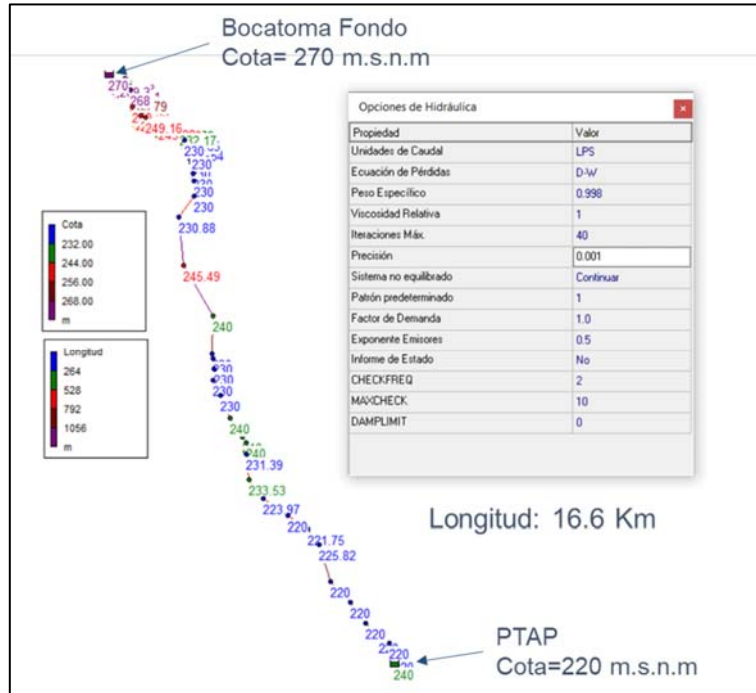 Bocatoma Fondo
Cota= 270 m.s.n.m
270
268
79
249.16
230
230
230
230
230.88
245.49
240
230
230
230
240
240
231.39
233.53
223.97
220
221.75
225.82
220
220
220
220
240
Opciones de Hidráulica
Propiedad Valor
Unidades de Caudal LPS
Ecuación de Pérdidas D-W
Peso Específico 0.998
Viscosidad Relativa 1
Iteraciones Máx. 40
Precisión 0.001
Sistema no equilibrado Continuar
Patrón predeterminado 1
Factor de Demanda 1.0
Exponente Emisores 0.5
Informe de Estado No
CHECKFREQ 2
MAXCHECK 10
DAMPLIMIT 0
Cota
232.00
244.00
256.00
268.00
m
Longitud
264
528
792
1056
m
Longitud: 16.6 Km
PTAP
Cota=220 m.s.n.m